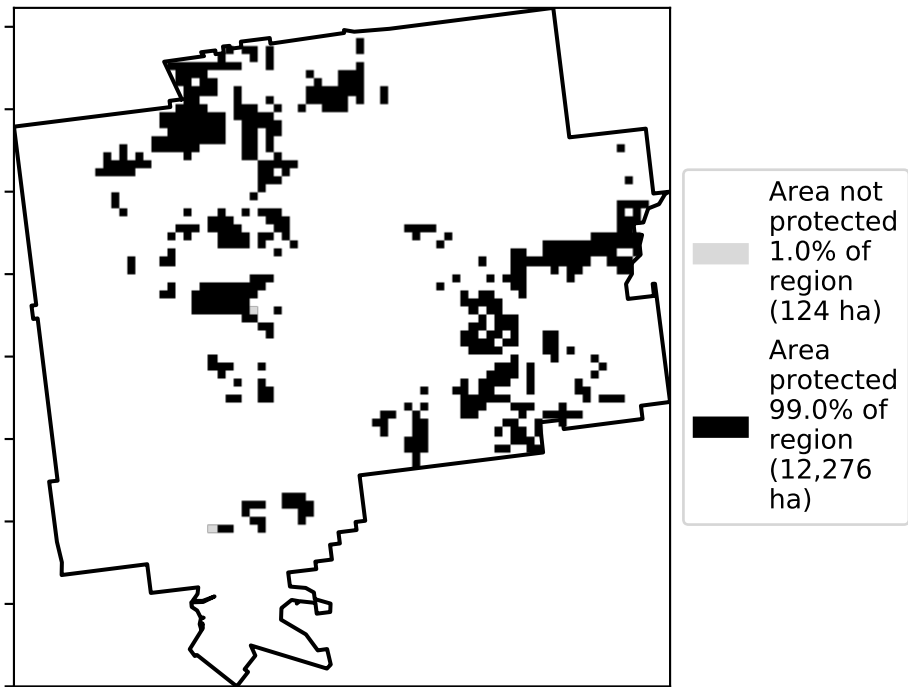 Area not
protected
1.0% of
region
(124 ha)
Area
protected
99.0% of
region
(12,276
ha)